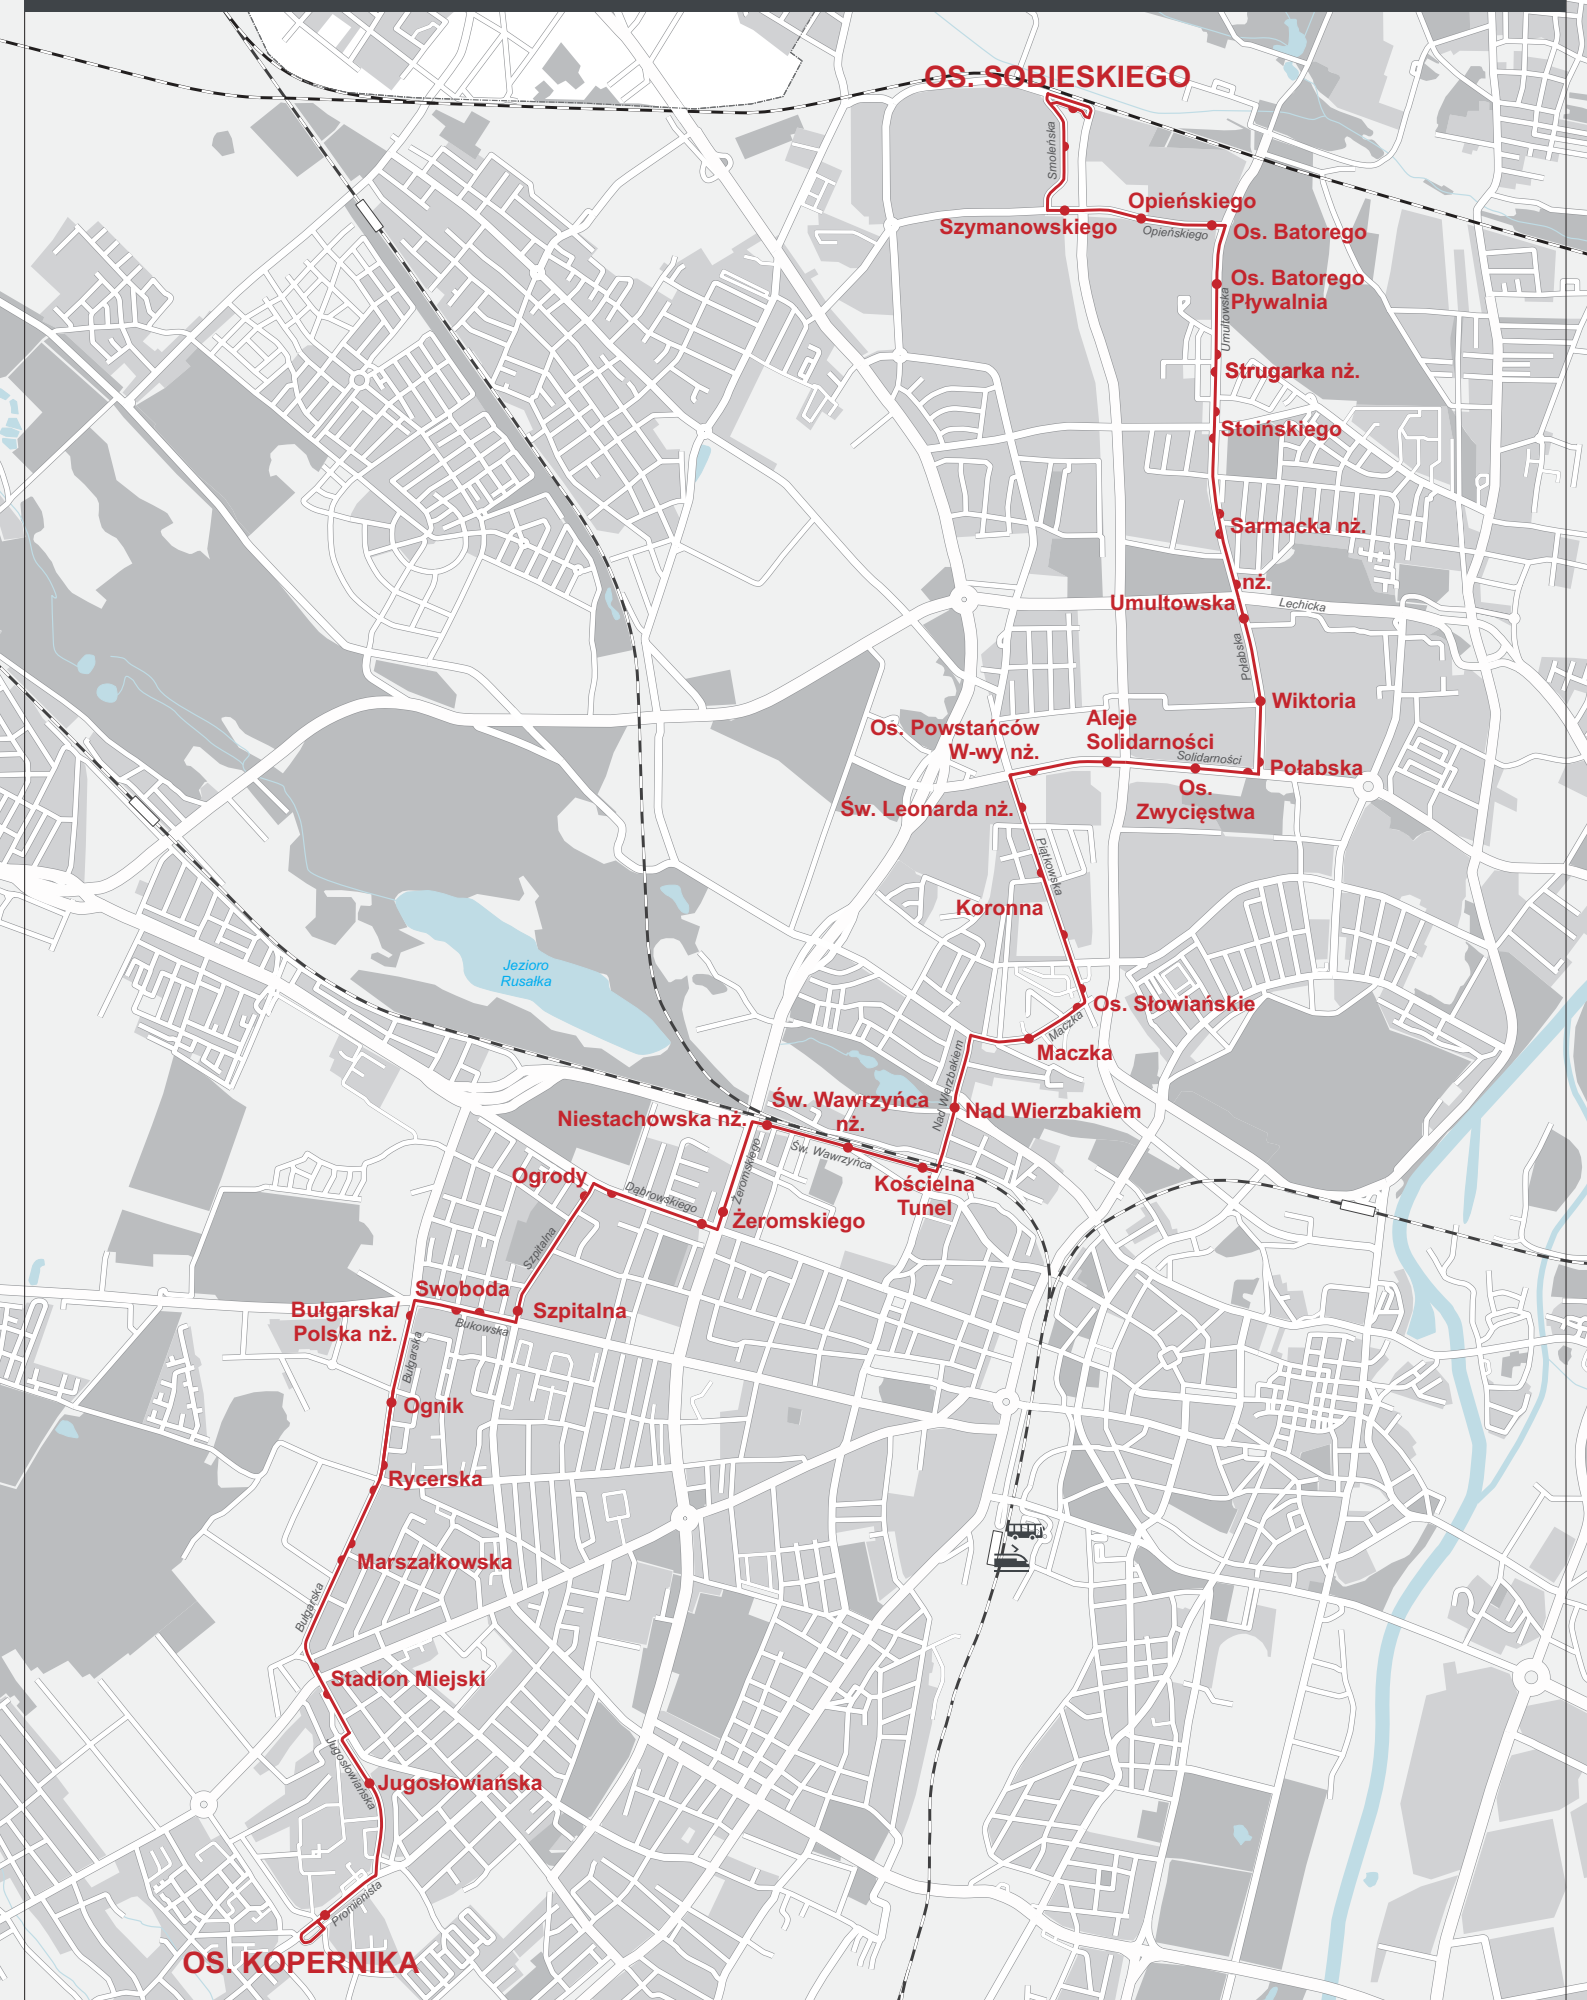 OS. SOBIESKIEGO
Smoleńska
Opieńskiego
Szymanowskiego
Opieńskiego
Os. Batorego
Os. Batorego
Pływalnia
Umultowska
Strugarka nż.
Stoińskiego
Sarmacka nż.
nż.
Umultowska
Lechicka
Połabska
Wiktoria
Os. Powstańców
W-wy nż.
Aleje
Solidarności
Solidarności
Połabska
Os.
Zwycięstwa
Św. Leonarda nż.
Piątkowska
Koronna
Jezioro
Rusałka
Os. Słowiańskie
Maczka
Maczka
Nad Wierzbakiem
Nad Wierzbakiem
Św. Wawrzyńca
nż.
Niestachowska nż.
Św. Wawrzyńca
Kościelna
Tunel
Żeromskiego
Ogrody
Dąbrowskiego
Żeromskiego
Szpitalna
Swoboda
Szpitalna
Bułgarska/
Polska nż.
Bukowska
Bułgarska
Ognik
Rycerska
Marszałkowska
Bułgarska
Stadion Miejski
Jugosłowiańska
Jugosłowiańska
Promienista
OS. KOPERNIKA